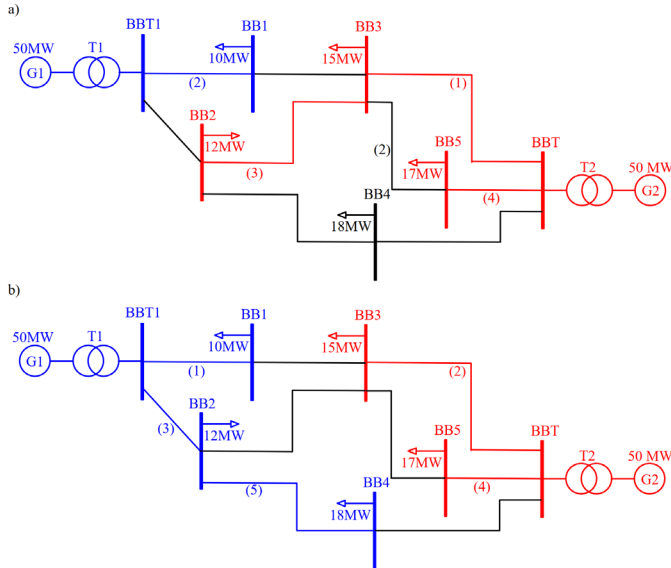 a)
BBT1
BB1
BB3
50MW
T1
10MW
15MW
G1
(2)
(1)
BB2
12MW
(2)
BB5
BBT
(3)
17MW
T2
50 MW
BB4
(4)
G2
18MW
b)
BBT1
BB1
BB3
50MW
T1
10MW
15MW
G1
(1)
(2)
BB2
(3)
12MW
BB5
BBT
17MW
T2
50 MW
(5)
BB4
(4)
G2
18MW